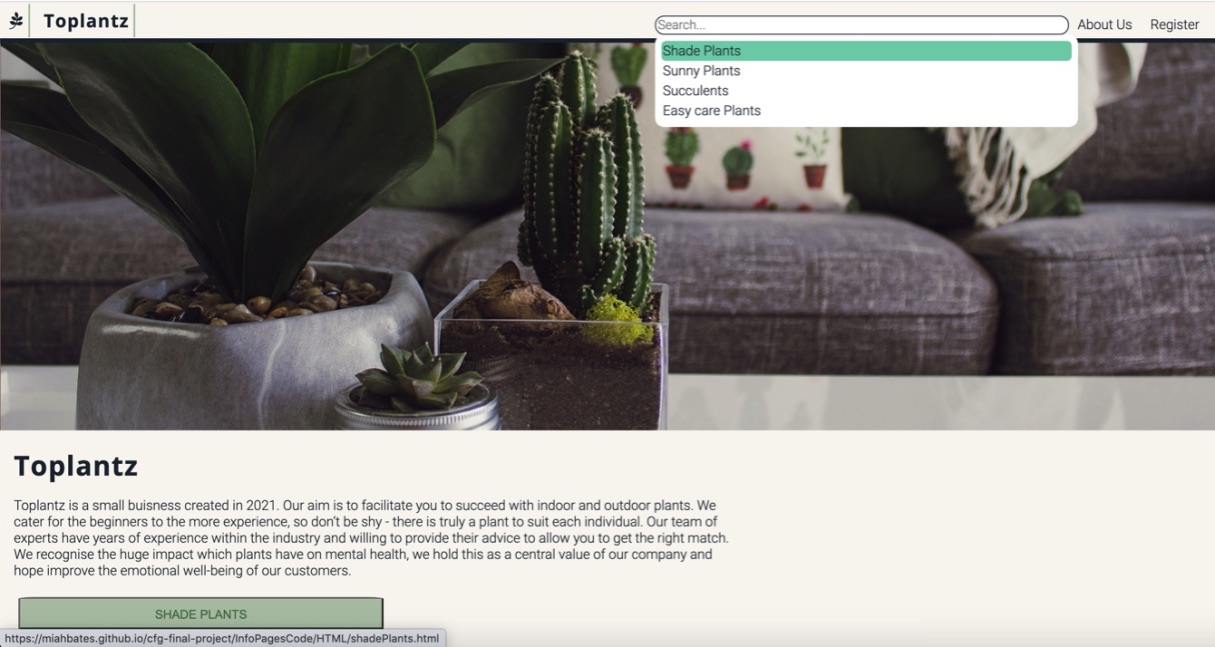 Toplantz
Search...
About Us
Register
Shade Plants
Sunny Plants
Succulents
Easy care Plants
Toplantz
Toplantz is a small buisness created in 2021. Our aim is to facilitate you to succeed with indoor and outdoor plants. We
cater for the beginners to the more experience, so don't be shy - there is truly a plant to suit each individual. Our team of
experts have years of experience within the industry and willing to provide their advice to allow you to get the right match.
We recognise the huge impact which plants have on mental health, we hold this as a central value of our company and
hope improve the emotional well-being of our customers.
SHADE PLANTS
https://miahbates.github.io/cfg-final-project/InfoPagesCode/HTML/shadePlants.html